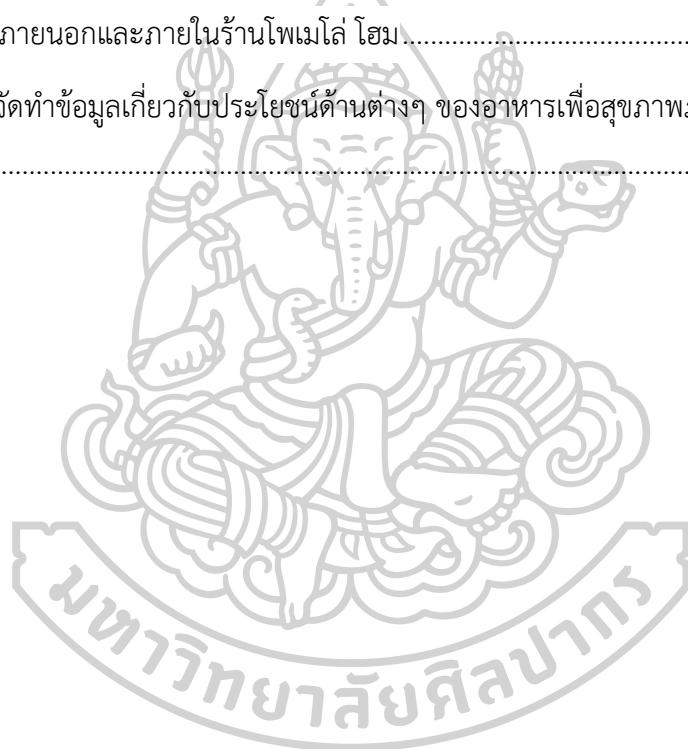 ภายนอกและภายในร้านโพเมโล่ โฮม.......................................
จัดทำข้อมูลเกี่ยวกับประโยชน์ด้านต่างๆ ของอาหารเพื่อสุขภาพ
...............................................................................................
มหาวิทยาลัยศิลปากร